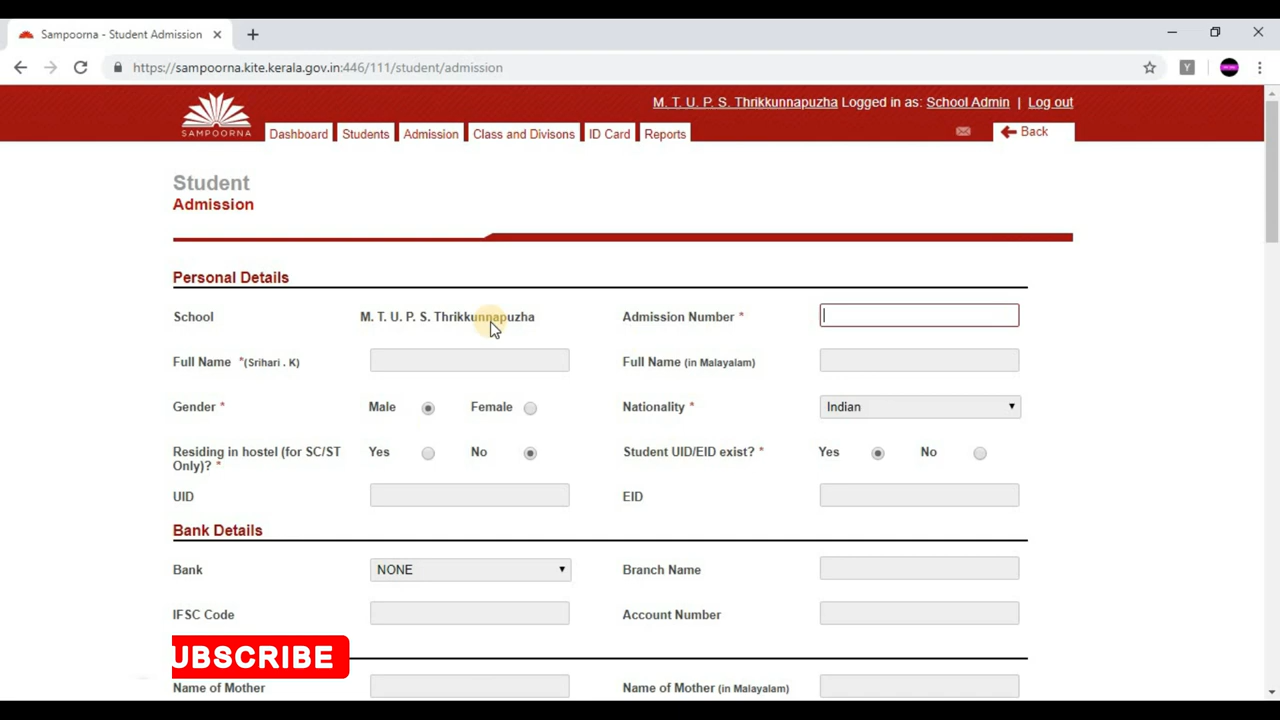 Sampoorna - Student Admission
https://sampoorna.kite.kerala.gov.in:446/111/student/admission
Y
M. T. U. P. S. Thrikkunnapuzha Logged in as: School Admin | Log out
SAMPOORNA
Dashboard Students Admission Class and Divisons ID Card Reports Back
Student
Admission
Personal Details
School M. T. U. P. S. Thrikkunnapuzha Admission Number *
Full Name *(Srihari . K) Full Name (in Malayalam)
Gender * Male Female Nationality * Indian
Residing in hostel (for SC/ST Yes No Student UID/EID exist? * Yes No
Only)? *
UID EID
Bank Details
Bank NONE Branch Name
IFSC Code Account Number
UBSCRIBE
Name of Mother Name of Mother (in Malayalam)